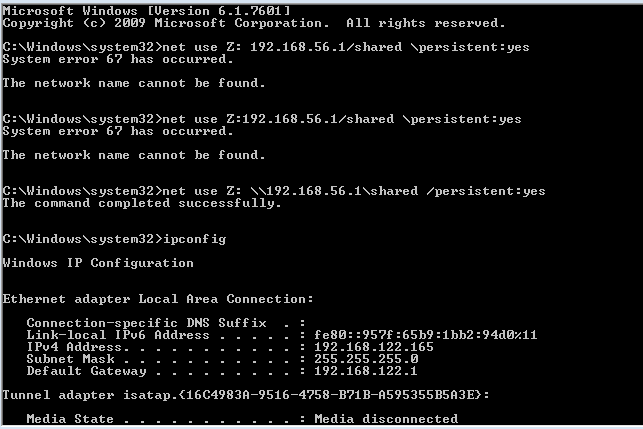 Microsoft Windows [Version 6.1.7601]
Copyright (c) 2009 Microsoft Corporation.  All rights reserved.
C:\Windows\system32>net use Z: 192.168.56.1/shared \persistent:yes
System error 67 has occurred.
The network name cannot be found.
C:\Windows\system32>net use Z:192.168.56.1/shared \persistent:yes
System error 67 has occurred.
The network name cannot be found.
C:\Windows\system32>net use Z: \\192.168.56.1\shared /persistent:yes
The command completed successfully.
C:\Windows\system32>ipconfig
Windows IP Configuration
Ethernet adapter Local Area Connection:
   Connection-specific DNS Suffix  . :
   Link-local IPv6 Address . . . . . : fe80::957f:65b9:1bb2:94d0%11
   IPv4 Address. . . . . . . . . . . : 192.168.122.165
   Subnet Mask . . . . . . . . . . . : 255.255.255.0
   Default Gateway . . . . . . . . . : 192.168.122.1
Tunnel adapter isatap.{16C4983A-9516-4758-B71B-A595355B5A3E}:
   Media State . . . . . . . . . . . : Media disconnected